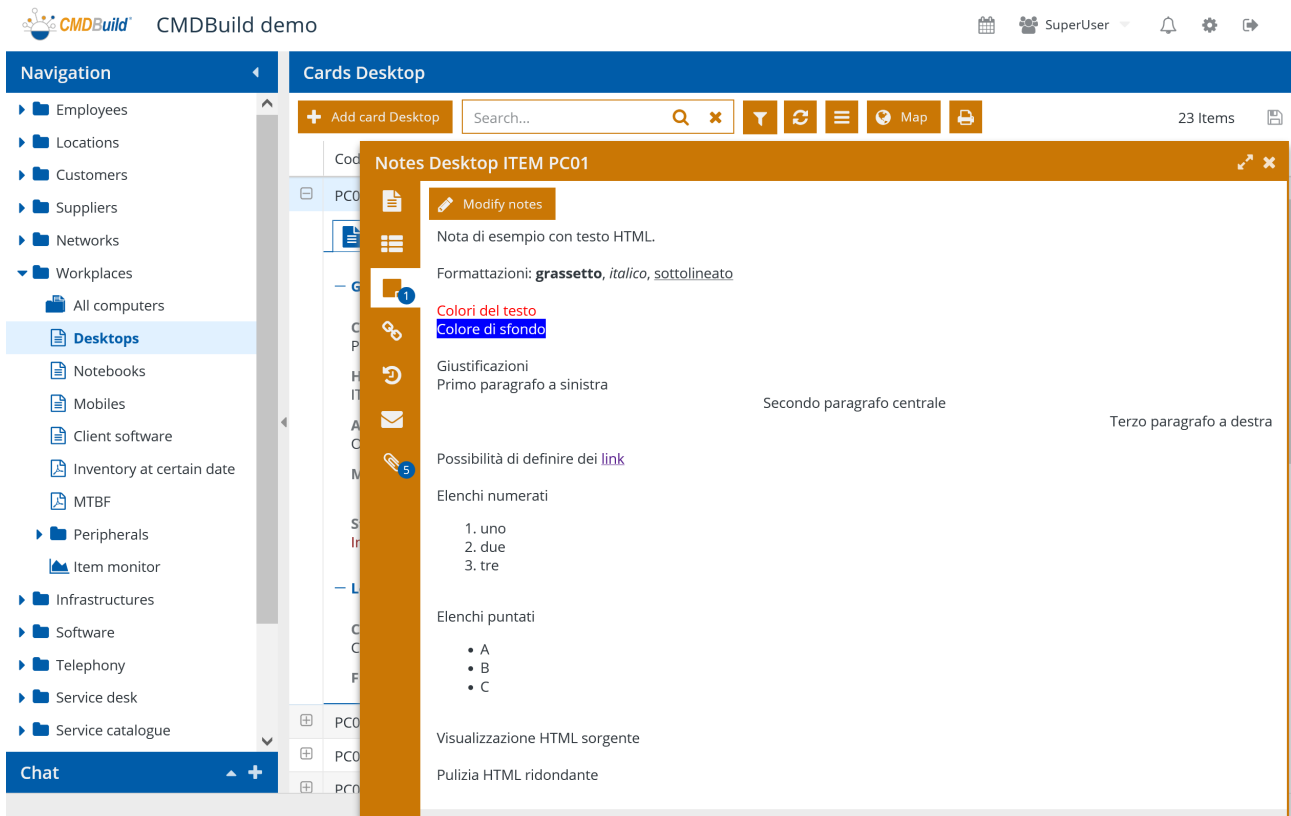 CMDBuild CMDBuild demo
SuperUser
Navigation
Employees
Locations
Customers
Suppliers
Networks
Workplaces
All computers
Desktops
Notebooks
Mobiles
Client software
Inventory at certain date
MTBF
Peripherals
Item monitor
Infrastructures
Software
Telephony
Service desk
Service catalogue
Chat
Cards Desktop
Add card Desktop
Search...
Map
23 Items
Notes Desktop ITEM PC01
1
5
Modify notes
Nota di esempio con testo HTML.
Formattazioni: grassetto, italico, sottolineato
Colori del testo
Colore di sfondo
Giustificazioni
Primo paragrafo a sinistra
Secondo paragrafo centrale
Terzo paragrafo a destra
Possibilità di definire dei link
Elenchi numerati
1. uno
2. due
3. tre
Elenchi puntati
• A
• B
• C
Visualizzazione HTML sorgente
Pulizia HTML ridondante